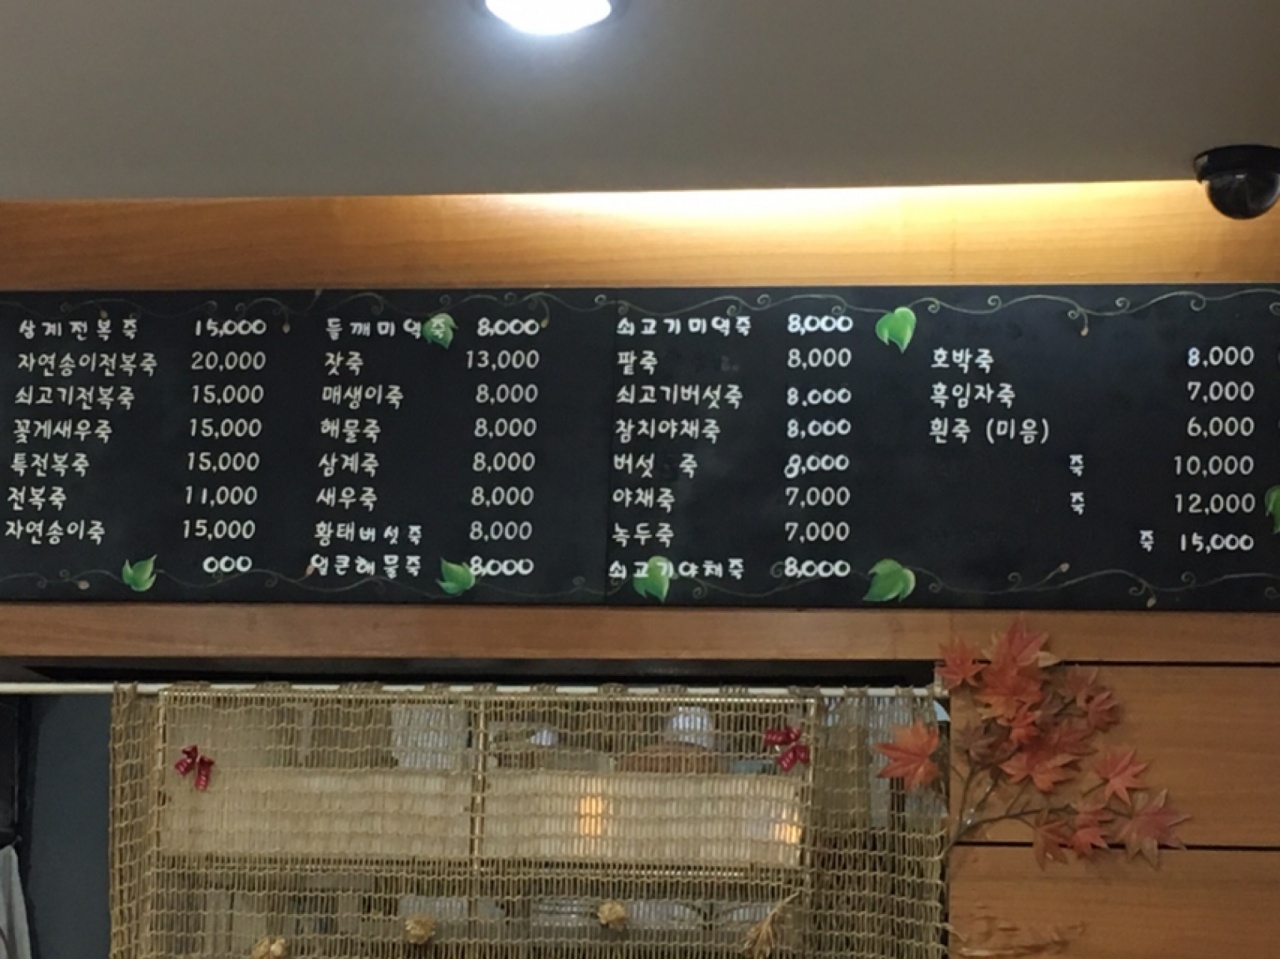 삼계전복죽 15,000
자연송이전복죽 20,000
쇠고기전복죽 15,000
꽃게새우죽 15,000
특전복죽 15,000
전복죽 11,000
자연송이죽 15,000
000
들깨미역죽 8,000
잣죽 13,000
매생이죽 8,000
해물죽 8,000
삼계죽 8,000
새우죽 8,000
황태버섯죽 8,000
얼큰해물죽 8,000
쇠고기미역죽 8,000
팥죽 8,000
쇠고기버섯죽 8,000
참치야채죽 8,000
버섯 죽 8,000
야채죽 7,000
녹두죽 7,000
쇠고기야채죽 8,000
호박죽 8,000
흑임자죽 7,000
흰죽 (미음) 6,000
죽 10,000
죽 12,000
죽 15,000